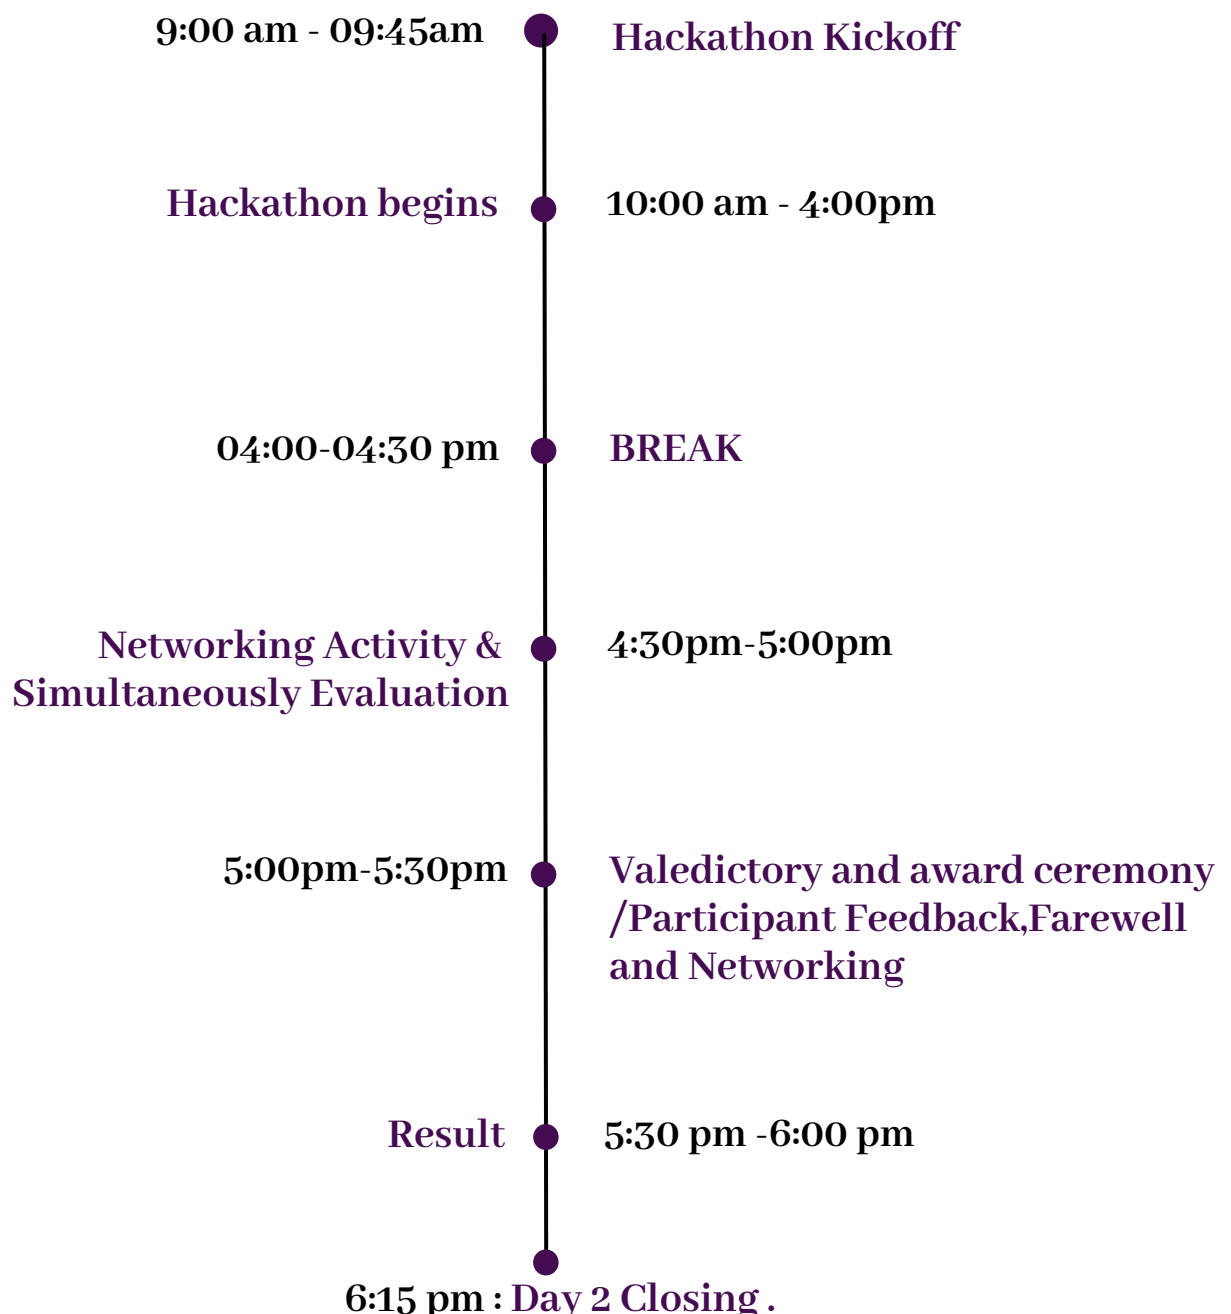 9:00 am - 09:45am
Hackathon Kickoff
Hackathon begins
10:00 am - 4:00pm
04:00-04:30 pm
BREAK
Networking Activity &
Simultaneously Evaluation
4:30pm-5:00pm
5:00pm-5:30pm
Valedictory and award ceremony
/Participant Feedback,Farewell
and Networking
Result
5:30 pm -6:00 pm
6:15 pm : Day 2 Closing .